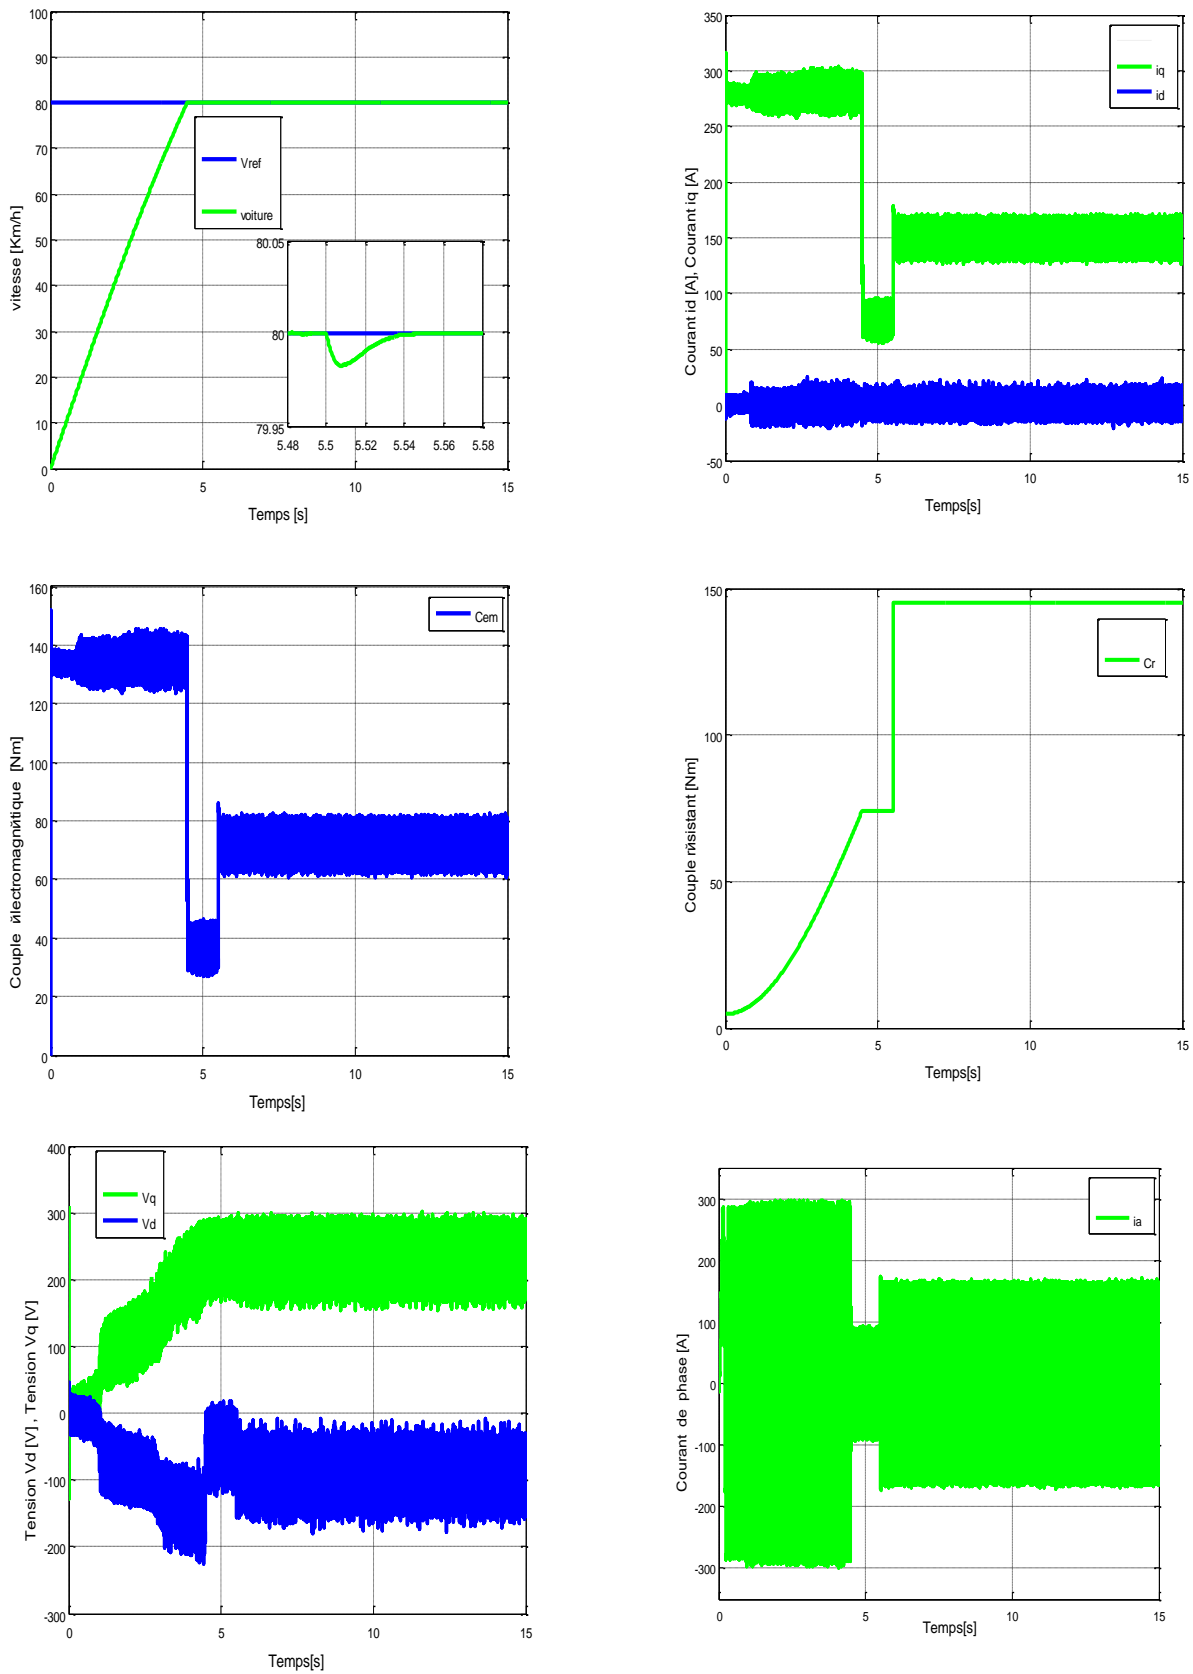 100
90
80
70
60
50
40
30
20
10
0
vitesse [Km/h]
Vref
voiture
80.05
80
79.95
5.48 5.5 5.52 5.54 5.56 5.58
0 5 10 15
Temps [s]
350
300
250
200
150
100
50
0
-50
Courant id [A], Courant iq [A]
iq
id
0 5 10 15
Temps[s]
160
140
120
100
80
60
40
20
0
Couple йlectromagnйtique [Nm]
Cem
0 5 10 15
Temps[s]
150
100
50
0
Couple rйsistant [Nm]
Cr
0 5 10 15
Temps[s]
400
300
200
100
0
-100
-200
-300
Tension Vd [V] , Tension Vq [V]
Vq
Vd
0 5 10 15
Temps[s]
300
200
100
0
-100
-200
-300
Courant de phase [A]
ia
0 5 10 15
Temps[s]